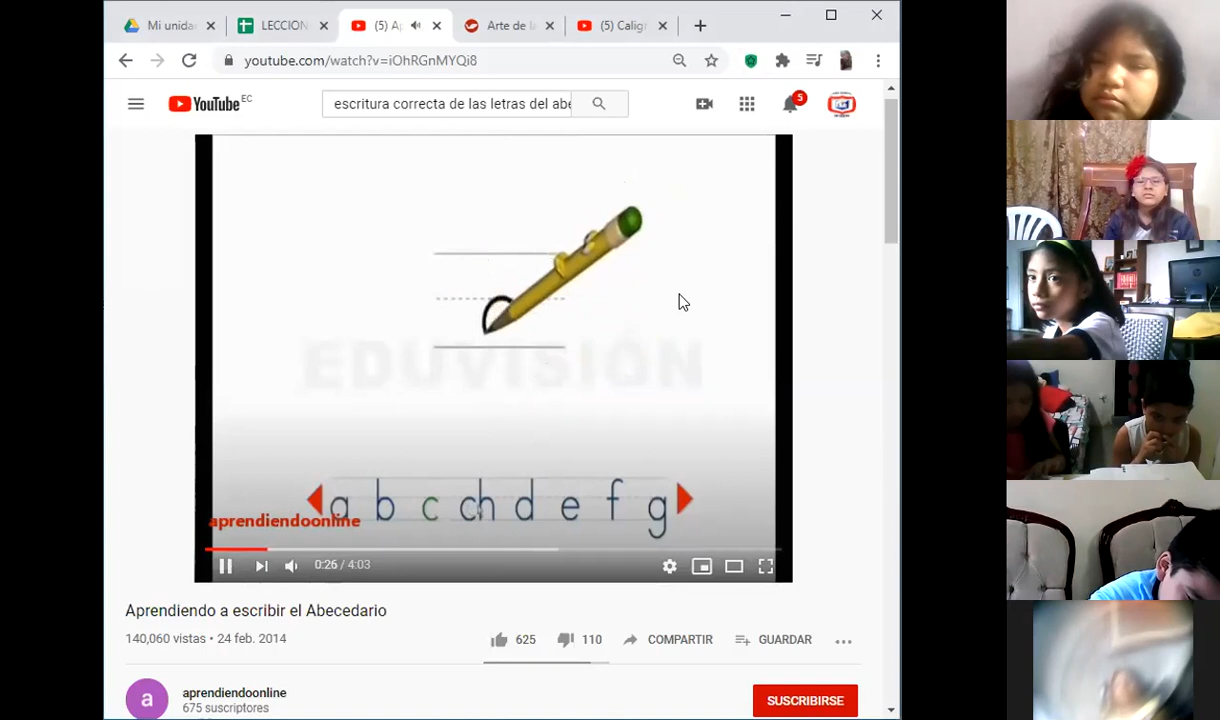 Mi unida
LECCION
(5) A
Arte de l
(5) Calig
youtube.com/watch?v=iOhRGnMYQi8
YouTube EC
escritura correcta de las letras del abe
5
EDUVISIÓN
a b c ch d e f g
aprendiendoonline
0:26 / 4:03
Aprendiendo a escribir el Abecedario
140,060 vistas • 24 feb. 2014
625
110
COMPARTIR
GUARDAR
a
aprendiendoonline
675 suscriptores
SUSCRIBIRSE